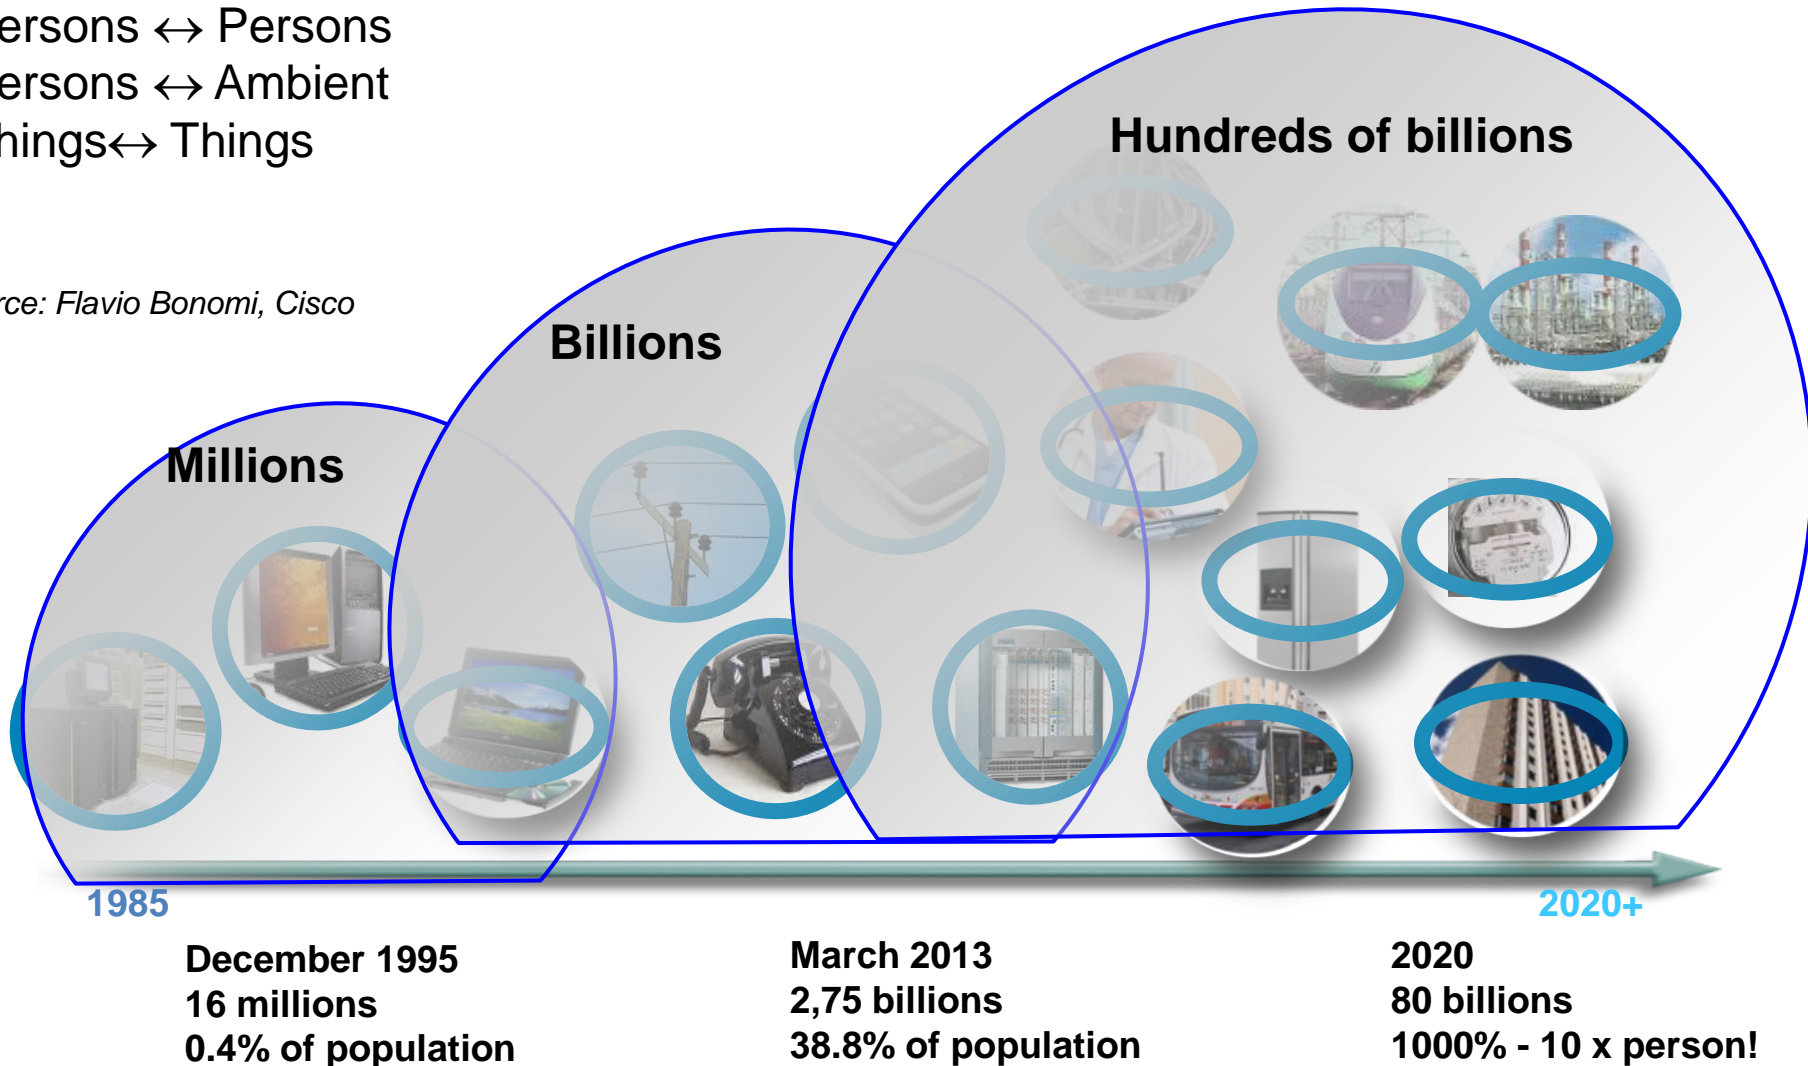 ersons ↔ Persons
ersons ↔ Ambient
hings↔ Things
rce: Flavio Bonomi, Cisco
Millions
Billions
Hundreds of billions
1985
2020+
December 1995
16 millions
0.4% of population
March 2013
2,75 billions
38.8% of population
2020
80 billions
1000% - 10 x person!